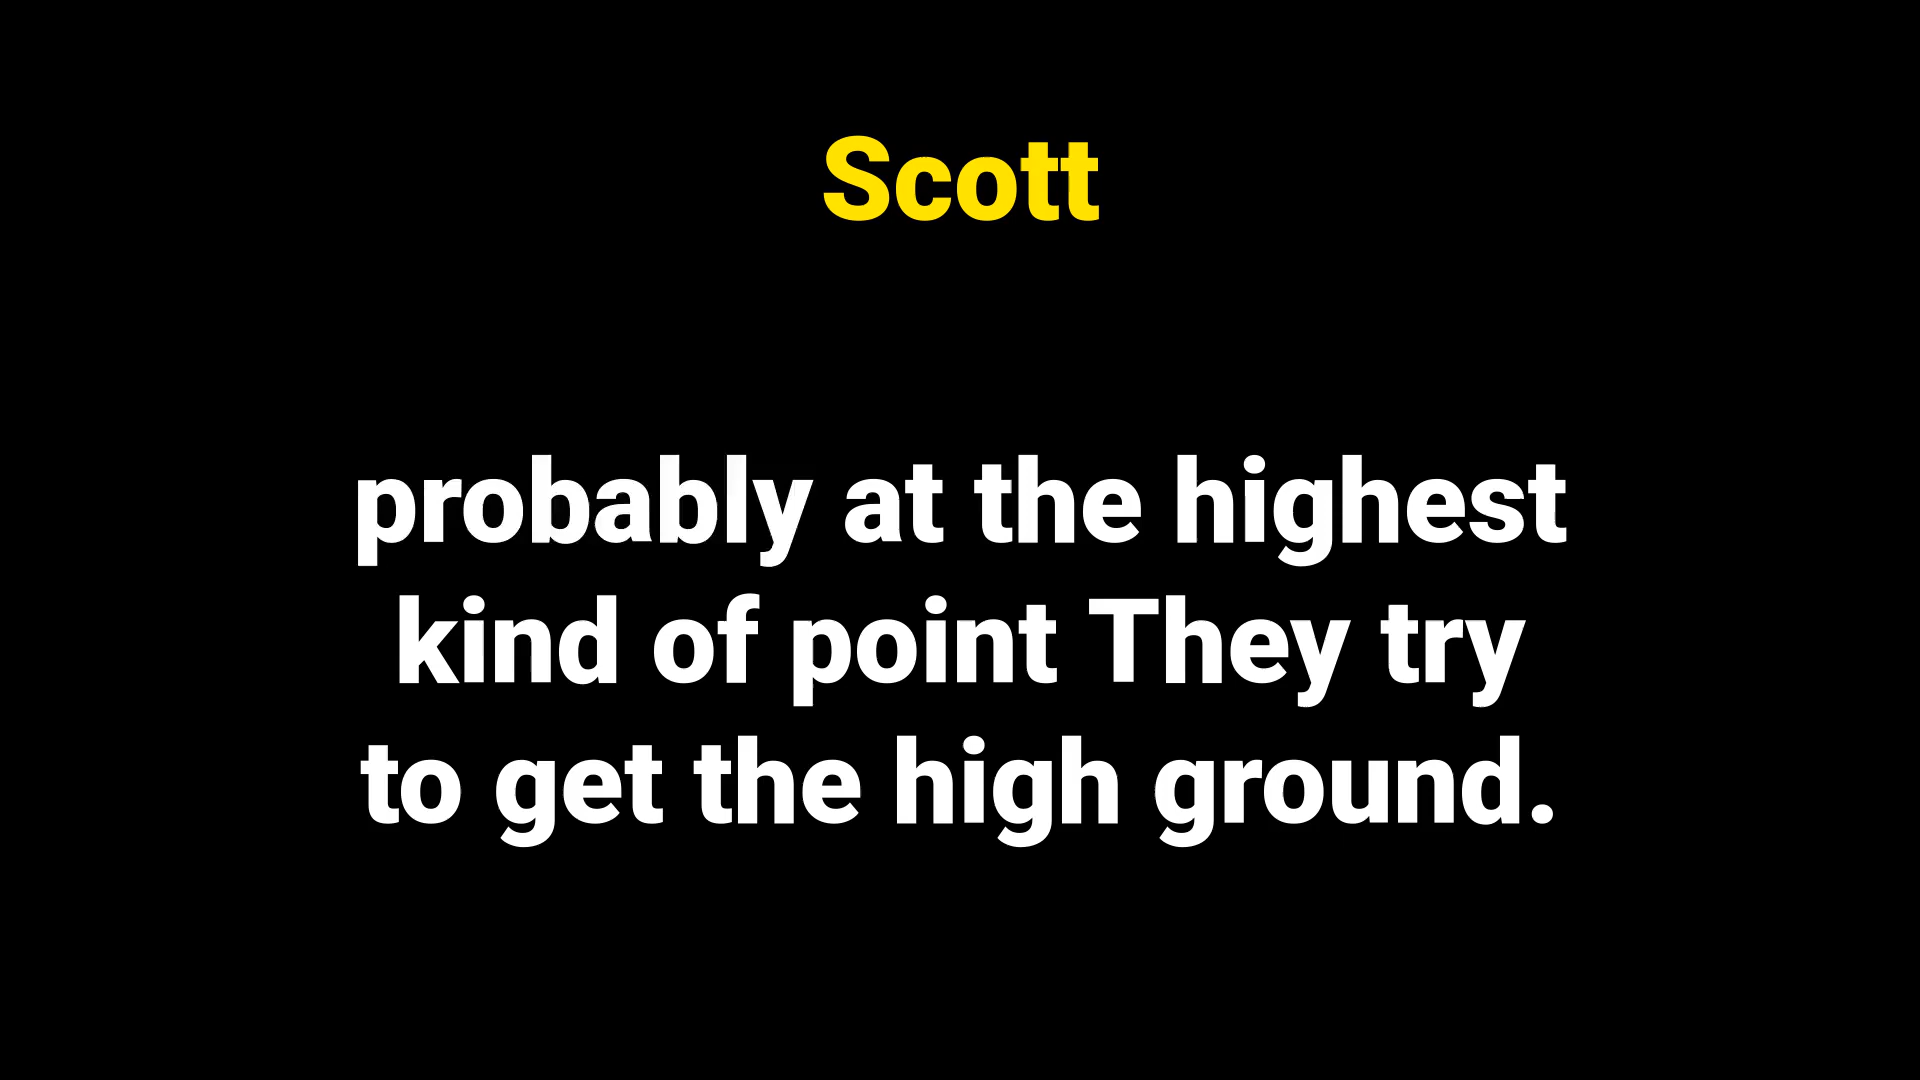 Scott
probably at the highest
kind of point They try
to get the high ground.